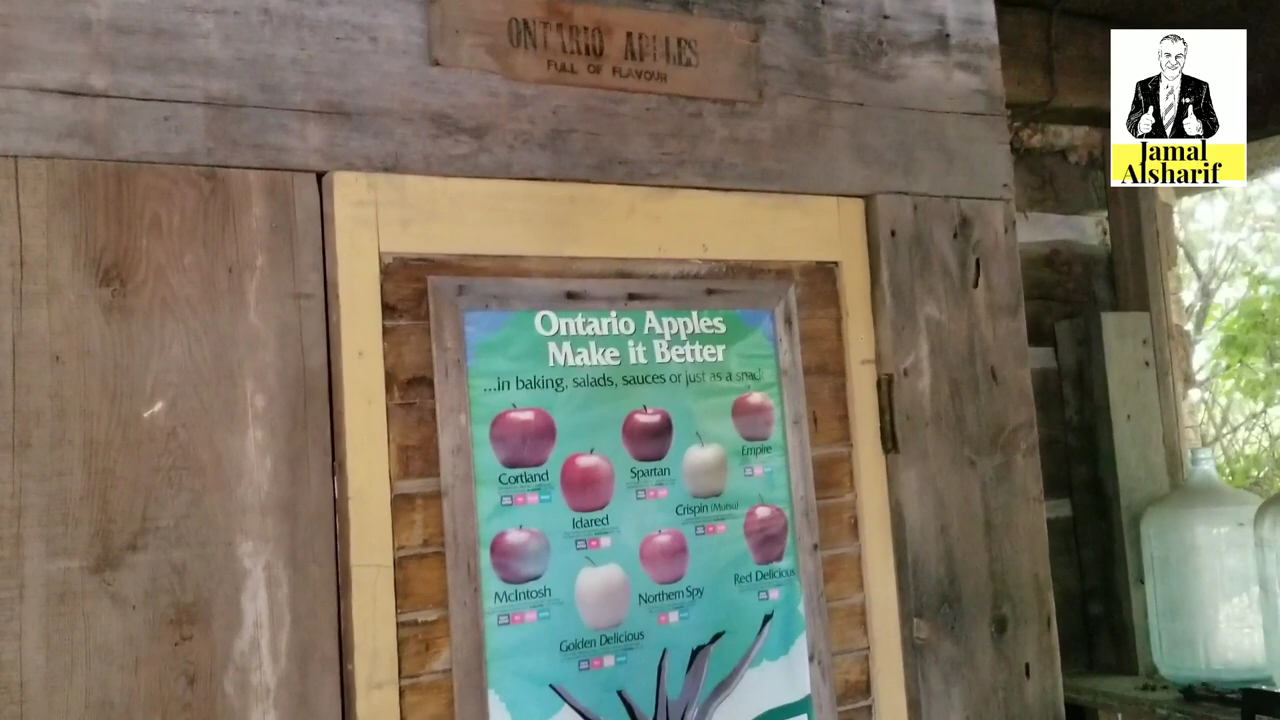 ONTARIO APPLES
FULL OF FLAVOUR
Jamal
Alsharif
Ontario Apples
Make it Better
...in baking, salads, sauces or just as a snack
Cortland
Idared
Spartan
Crispin (Mutsu)
Empire
McIntosh
Golden Delicious
Northern Spy
Red Delicious